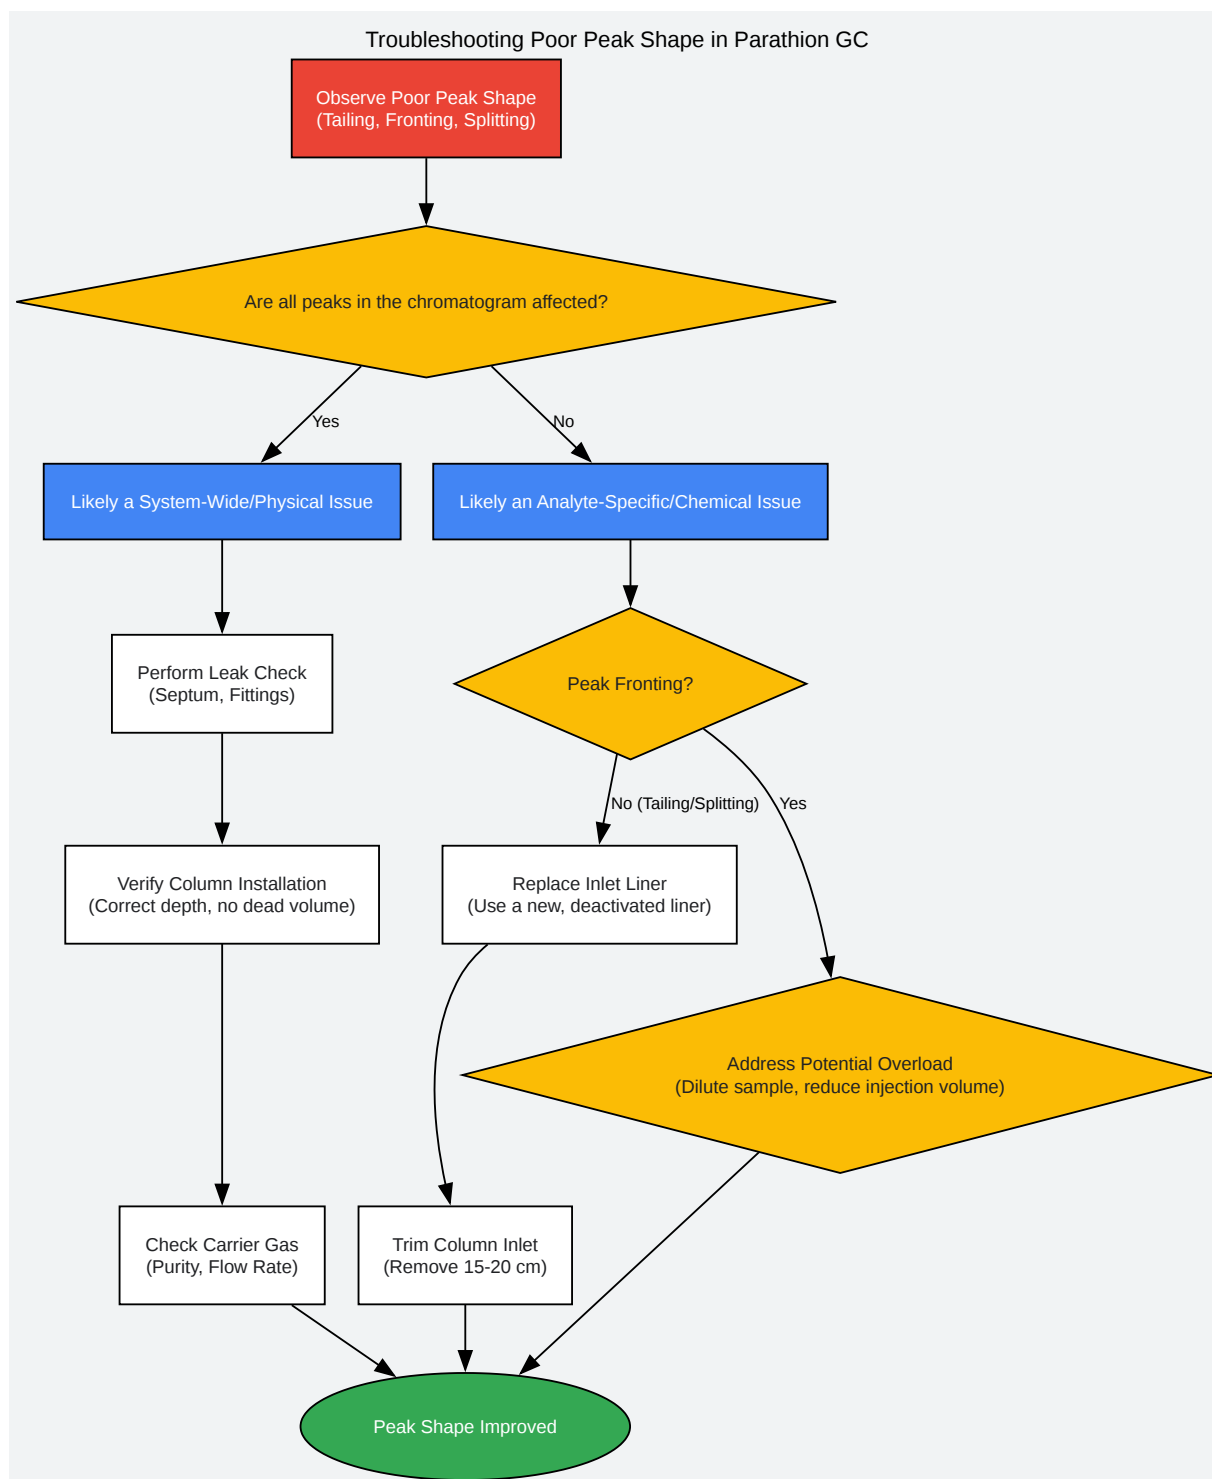 Troubleshooting Poor Peak Shape in Parathion GC
Observe Poor Peak Shape
(Tailing, Fronting, Splitting)
Are all peaks in the chromatogram affected?
Yes
No
Likely a System-Wide/Physical Issue
Likely an Analyte-Specific/Chemical Issue
Perform Leak Check
(Septum, Fittings)
Peak Fronting?
No (Tailing/Splitting)
Yes
Verify Column Installation
(Correct depth, no dead volume)
Replace Inlet Liner
(Use a new, deactivated liner)
Address Potential Overload
(Dilute sample, reduce injection volume)
Check Carrier Gas
(Purity, Flow Rate)
Trim Column Inlet
(Remove 15-20 cm)
Peak Shape Improved